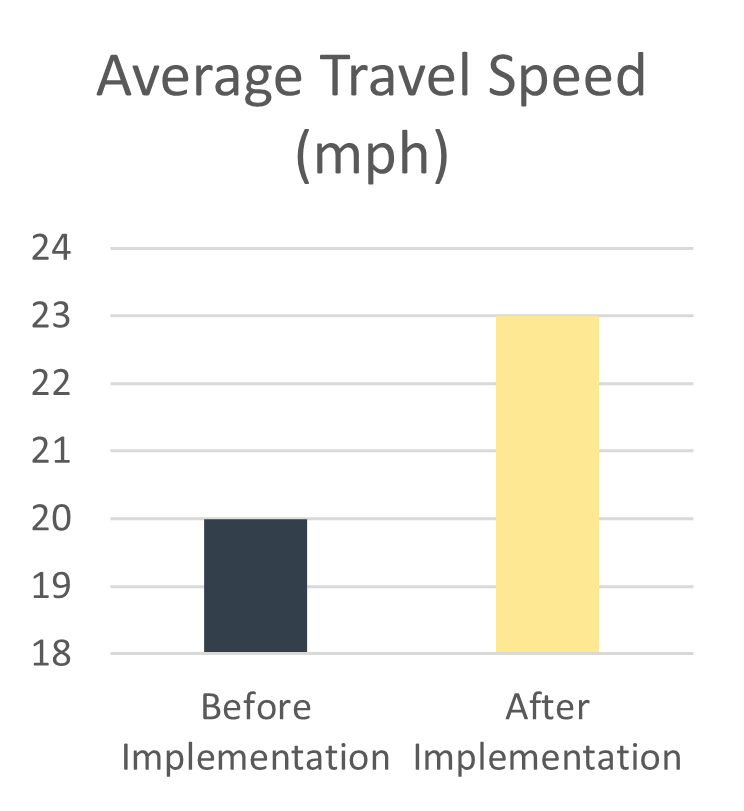 Average Travel Speed
(mph)
24
23
22
21
20
19
18
Before
Implementation
After
Implementation